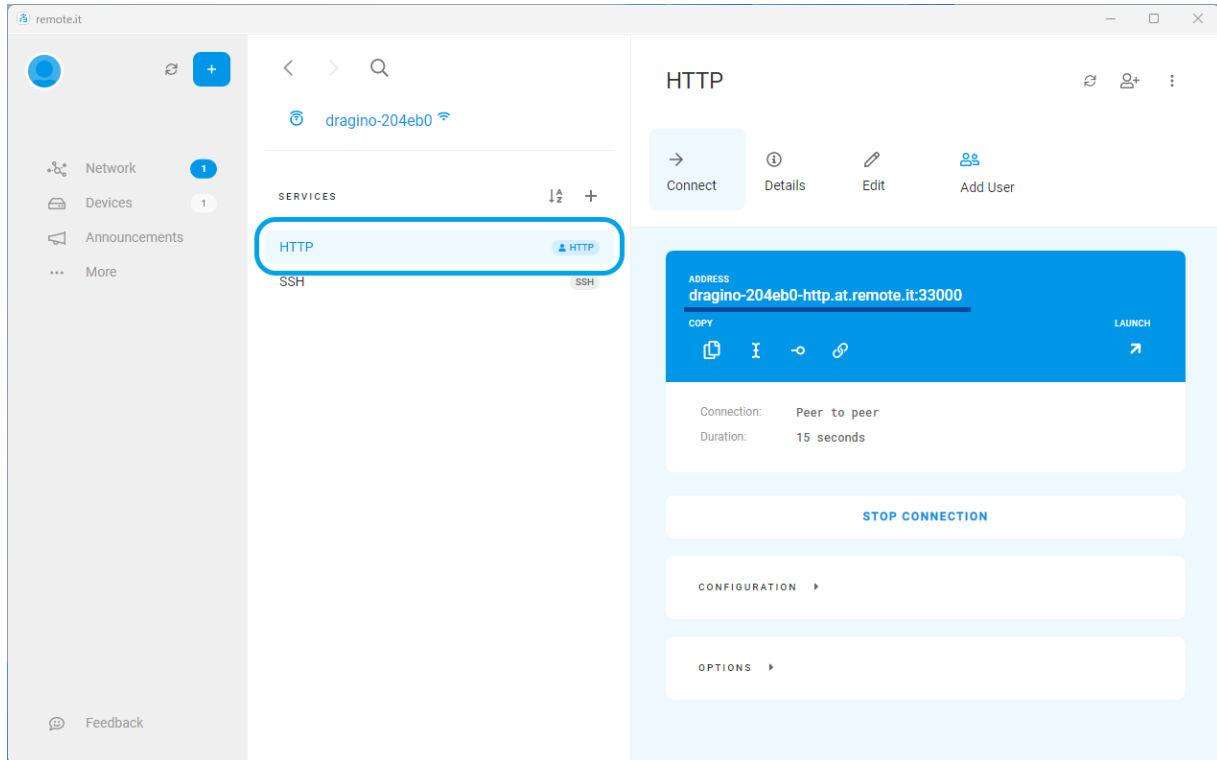 remote.it
Network 1
Devices 1
Announcements
More
Feedback
dragino-204eb0
SERVICES
HTTP HTTP
SSH SSH
HTTP
Connect Details Edit Add User
ADDRESS
dragino-204eb0-http.at.remote.it:33000
COPY LAUNCH
Connection: Peer to peer
Duration: 15 seconds
STOP CONNECTION
CONFIGURATION
OPTIONS